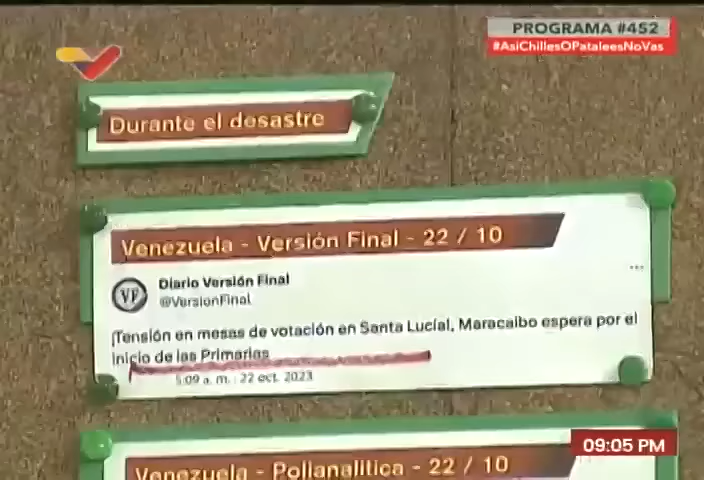 PROGRAMA #452
#AsíChillesOPataleesNoVas
Durante el desastre
Venezuela - Versión Final - 22 / 10
VF
Diario Versión Final
@VersionFinal
¡Tensión en mesas de votación en Santa Lucía!, Maracaibo espera por el
inicio de las Primarias
5:09 a. m. · 22 oct. 2023
09:05 PM
Venezuela - Polianalitica - 22 / 10